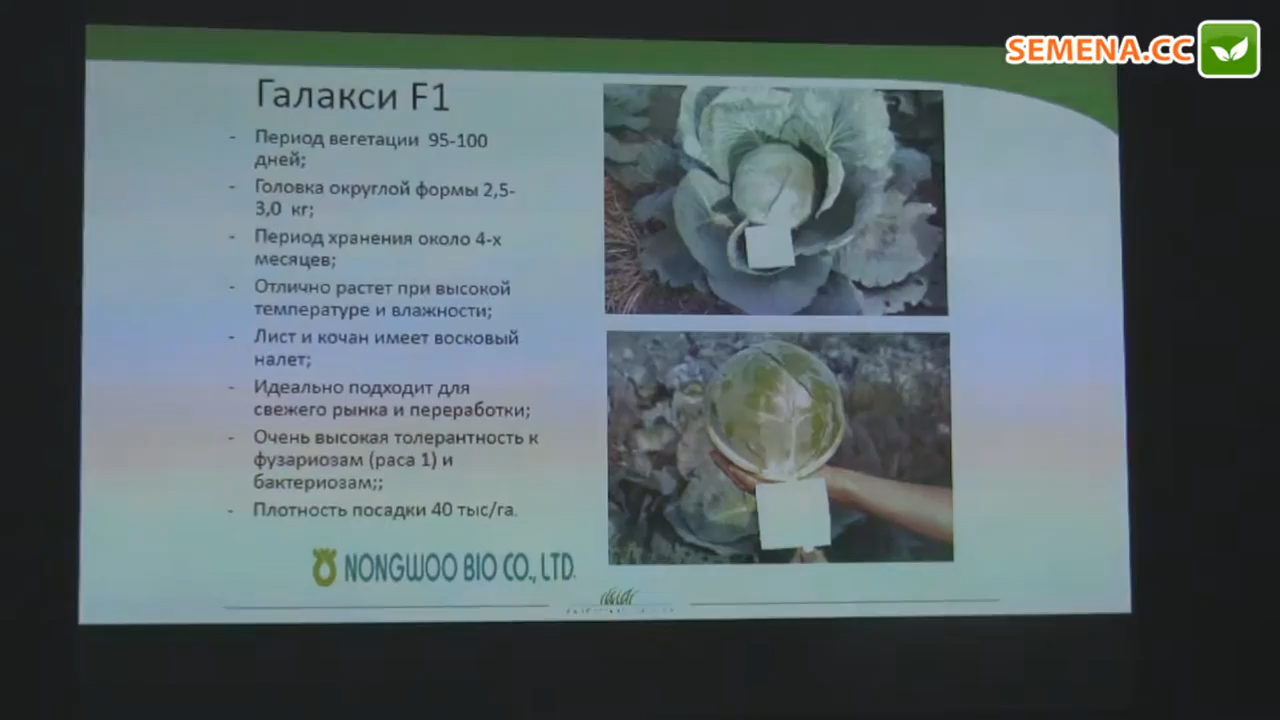 SEMENA.CC
Галакси F1
- Период вегетации 95-100
дней;
- Головка округлой формы 2,5-
3,0 кг;
- Период хранения около 4-х
месяцев;
- Отлично растет при высокой
температуре и влажности;
- Лист и кочан имеет восковый
налет;
- Идеально подходит для
свежего рынка и переработки;
- Очень высокая толерантность к
фузариозам (раса 1) и
бактериозам;;
- Плотность посадки 40 тыс/га.
NONGWOO BIO CO., LTD.